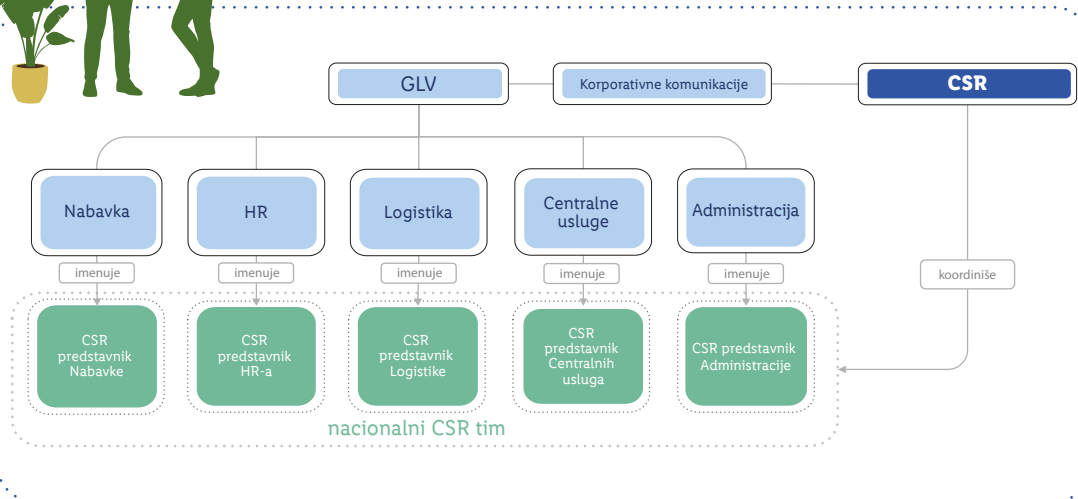 GLV
Korporativne komunikacije
CSR
Nabavka
HR
Logistika
Centralne
usluge
Administracija
imenuje
imenuje
imenuje
imenuje
imenuje
koordiniše
CSR
predstavnik
Nabavke
CSR
predstavnik
HR-a
CSR
predstavnik
Logistike
CSR
predstavnik
Centralnih
usluga
CSR predstavnik
Administracije
nacionalni CSR tim